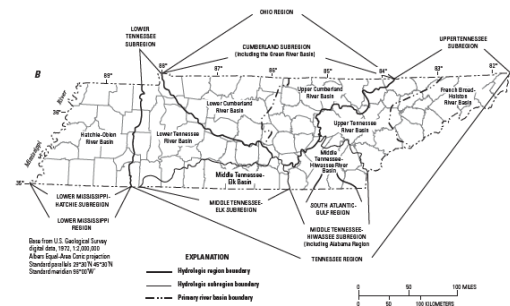 OHIO REGION
LOWER
TENNESSEE
SUBREGION
CUMBERLAND SUBREGION
(including the Green River Basin)
UPPER TENNESSEE
SUBREGION
B
89°
88°
87°
86°
85°
84°
83°
82°
River
Mississippi
36°
35°
Hatchie-Obion
River Basin
Lower Tennessee
River Basin
Lower Cumberland
River Basin
Upper Cumberland
River Basin
Upper Tennessee
River Basin
French Broad-
Holston
River Basin
Middle Tennessee-
Elk Basin
Middle
Tennessee-
Hiwassee River
Basin
LOWER MISSISSIPPI-
HATCHIE SUBREGION
LOWER MISSISSIPPI
REGION
MIDDLE TENNESSEE-
ELK SUBREGION
SOUTH ATLANTIC-
GULF REGION
MIDDLE TENNESSEE-
HIWASSEE SUBREGION
(including Alabama Region
TENNESSEE REGION
Base from U.S. Geological Survey
digital data, 1972, 1:2,000,000
Albers Equal-Area Conic projection
Standard parallels 29°30'N 45°30'N
Standard meridian 96°00'W
EXPLANATION
Hydrologic region boundary
Hydrologic subregion boundary
Primary river basin boundary
0 50 100 MILES
0 50 100 KILOMETERS